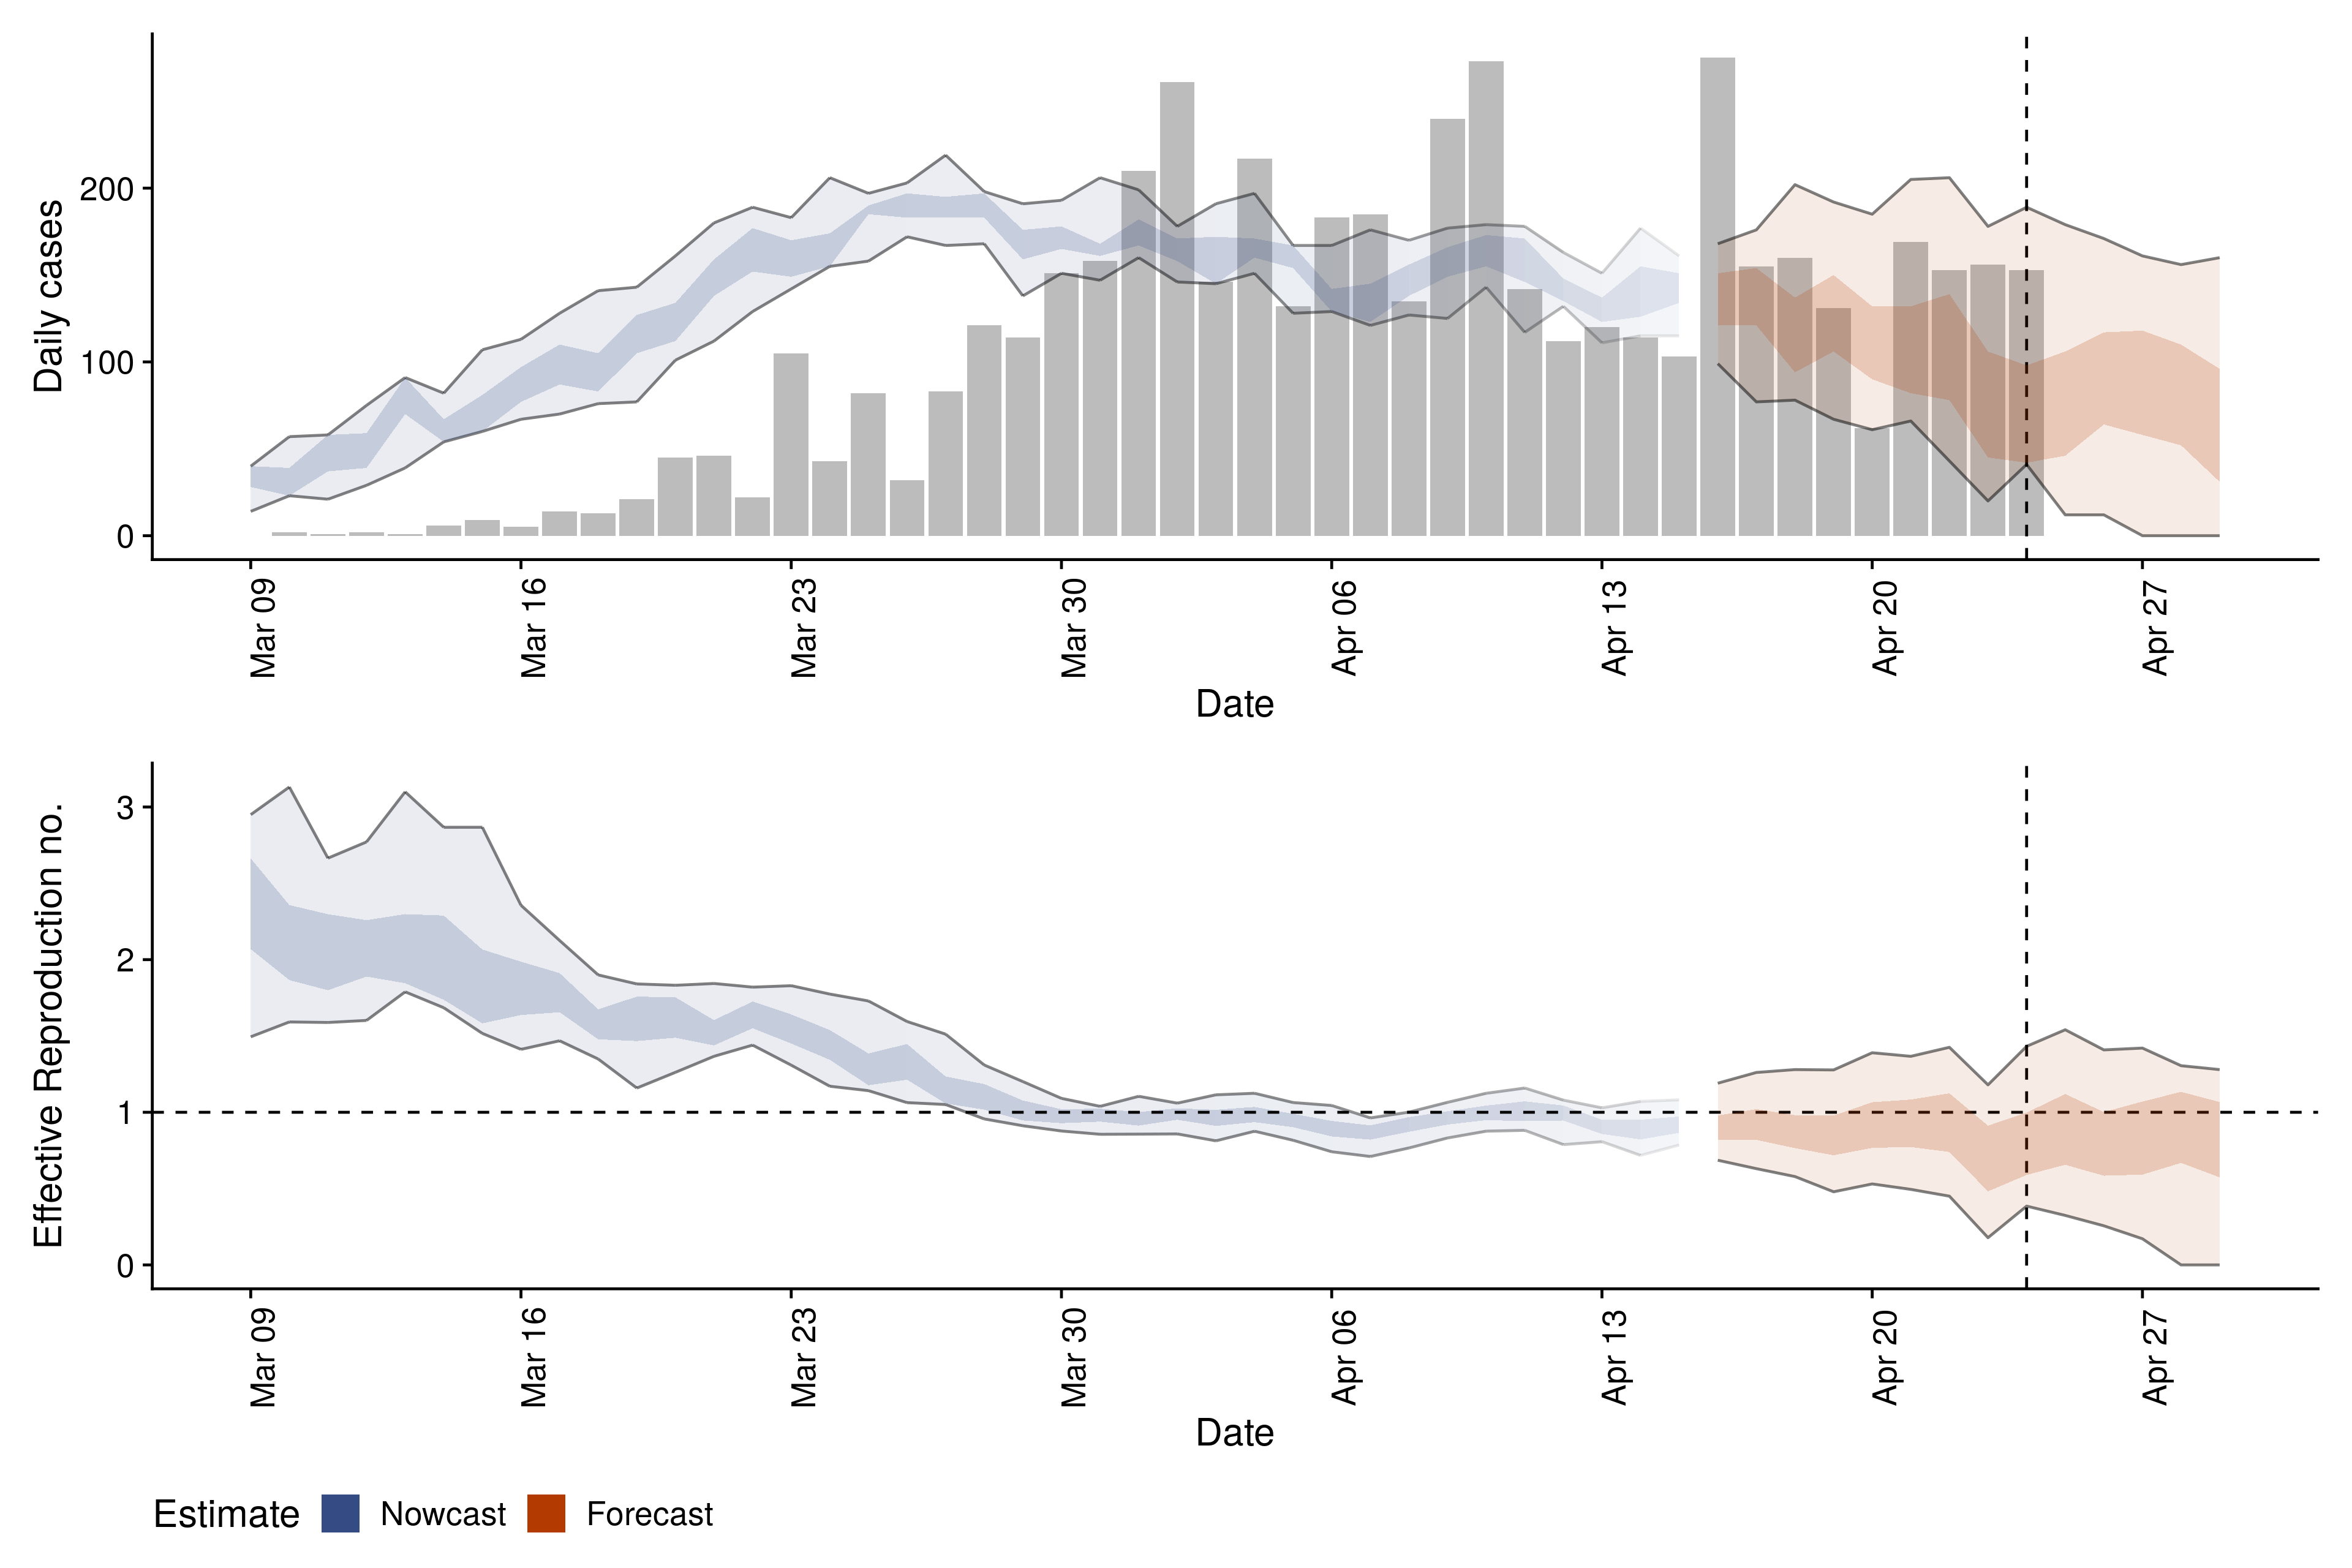 Daily cases
200
100
0
Mar 09
Mar 16
Mar 23
Mar 30
Apr 06
Apr 13
Apr 20
Apr 27
Date
Effective Reproduction no.
3
2
1
0
Mar 09
Mar 16
Mar 23
Mar 30
Apr 06
Apr 13
Apr 20
Apr 27
Date
Estimate Nowcast Forecast